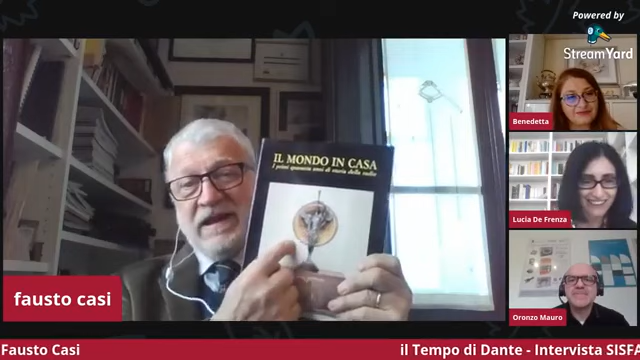 Powered by
StreamYard
IL MONDO IN CASA
I primi quaranta anni di storia della radio
Benedetta
Lucia De Frenza
Oronzo Mauro
fausto casi
Fausto Casi
il Tempo di Dante - Intervista SISFA